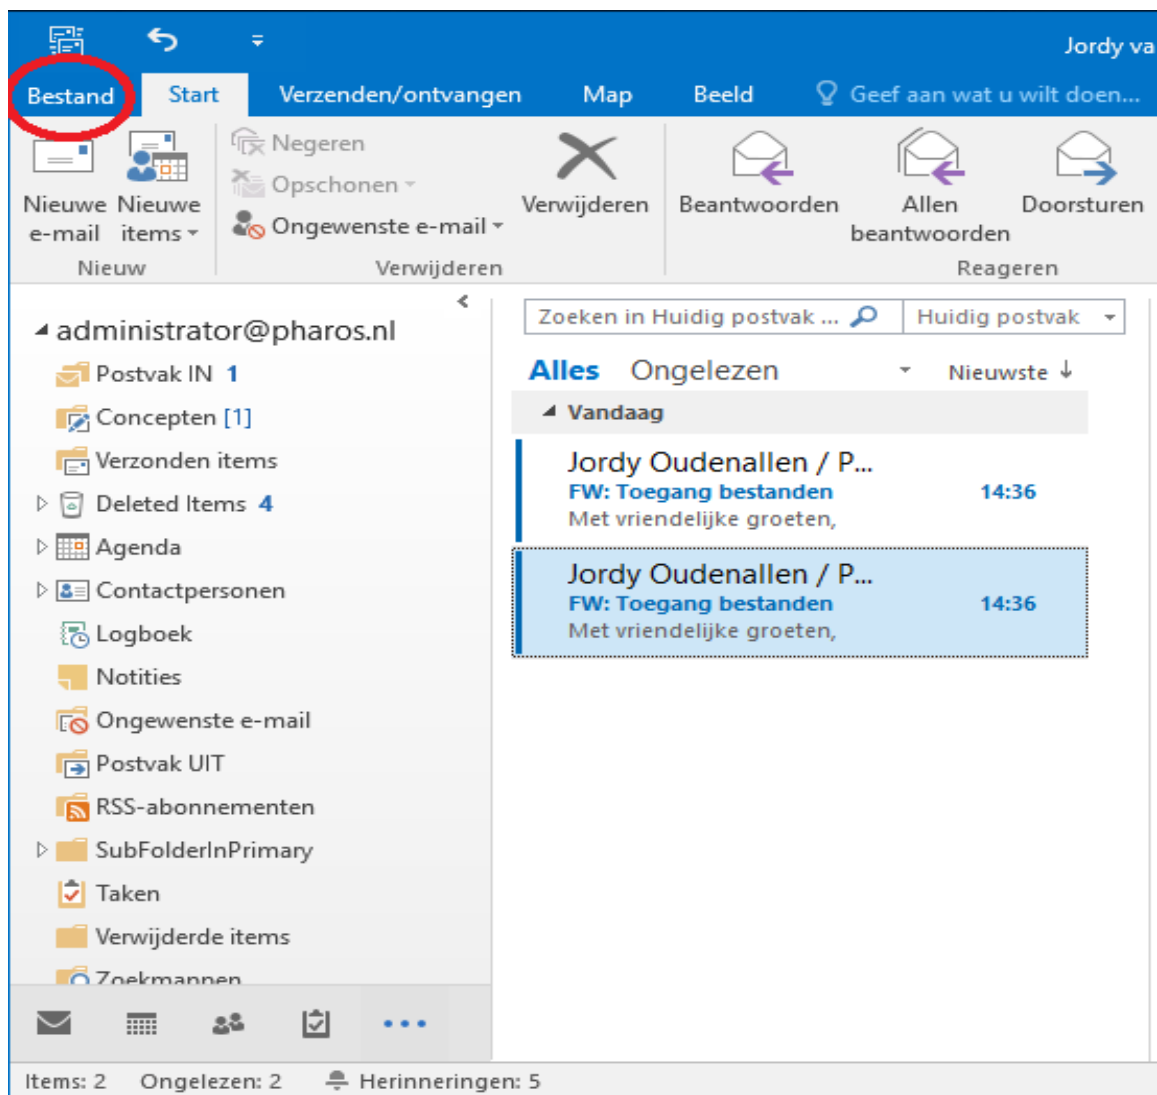 Jordy va
Bestand Start Verzenden/ontvangen Map Beeld Geef aan wat u wilt doen...
Nieuwe e-mail
Nieuwe items
Nieuw
Negeren
Opschonen
Ongewenste e-mail
Verwijderen
Verwijderen
Beantwoorden
Allen beantwoorden
Doorsturen
Reageren
administrator@pharos.nl
Postvak IN 1
Concepten [1]
Verzonden items
Deleted Items 4
Agenda
Contactpersonen
Logboek
Notities
Ongewenste e-mail
Postvak UIT
RSS-abonnementen
SubFolderInPrimary
Taken
Verwijderde items
Zoekmappen
Zoeken in Huidig postvak ... Huidig postvak
Alles Ongelezen Nieuwste ↓
Vandaag
Jordy Oudenallen / P...
FW: Toegang bestanden 14:36
Met vriendelijke groeten,
Jordy Oudenallen / P...
FW: Toegang bestanden 14:36
Met vriendelijke groeten,
Items: 2 Ongelezen: 2 Herinneringen: 5